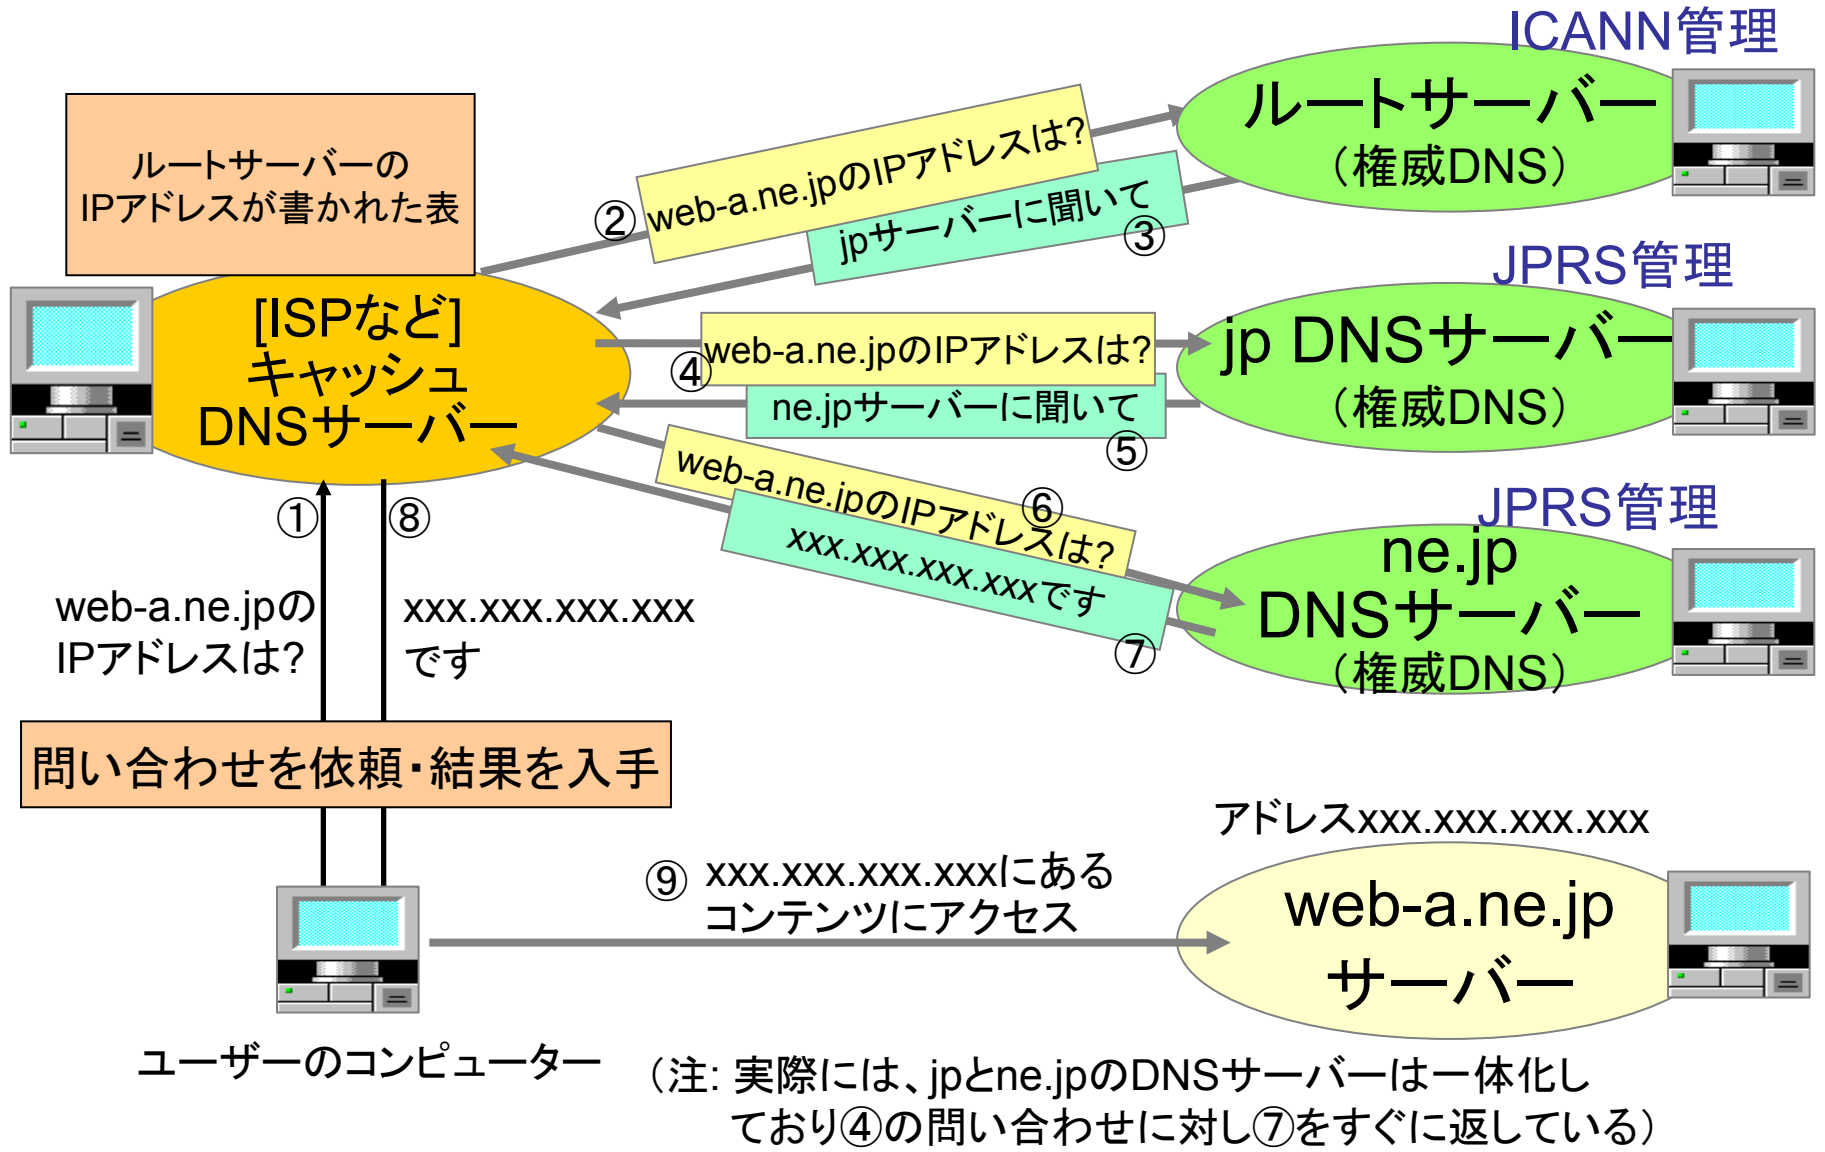 ICANN管理
ルートサーバー
（権威DNS）
ルートサーバーの
IPアドレスが書かれた表
②
web-a.ne.jpのIPアドレスは?
jpサーバーに聞いて
③
JPRS管理
jp DNSサーバー
（権威DNS）
[ISPなど]
キャッシュ
DNSサーバー
④
web-a.ne.jpのIPアドレスは?
ne.jpサーバーに聞いて
⑤
web-a.ne.jpのIPアドレスは?
⑥
xxx.xxx.xxx.xxxです
⑦
JPRS管理
ne.jp
DNSサーバー
（権威DNS）
①
⑧
web-a.ne.jpの
IPアドレスは?
xxx.xxx.xxx.xxx
です
問い合わせを依頼・結果を入手
アドレスxxx.xxx.xxx.xxx
⑨
xxx.xxx.xxx.xxxにある
コンテンツにアクセス
web-a.ne.jp
サーバー
ユーザーのコンピューター
（注: 実際には、jpとne.jpのDNSサーバーは一体化し
ており④の問い合わせに対し⑦をすぐに返している）